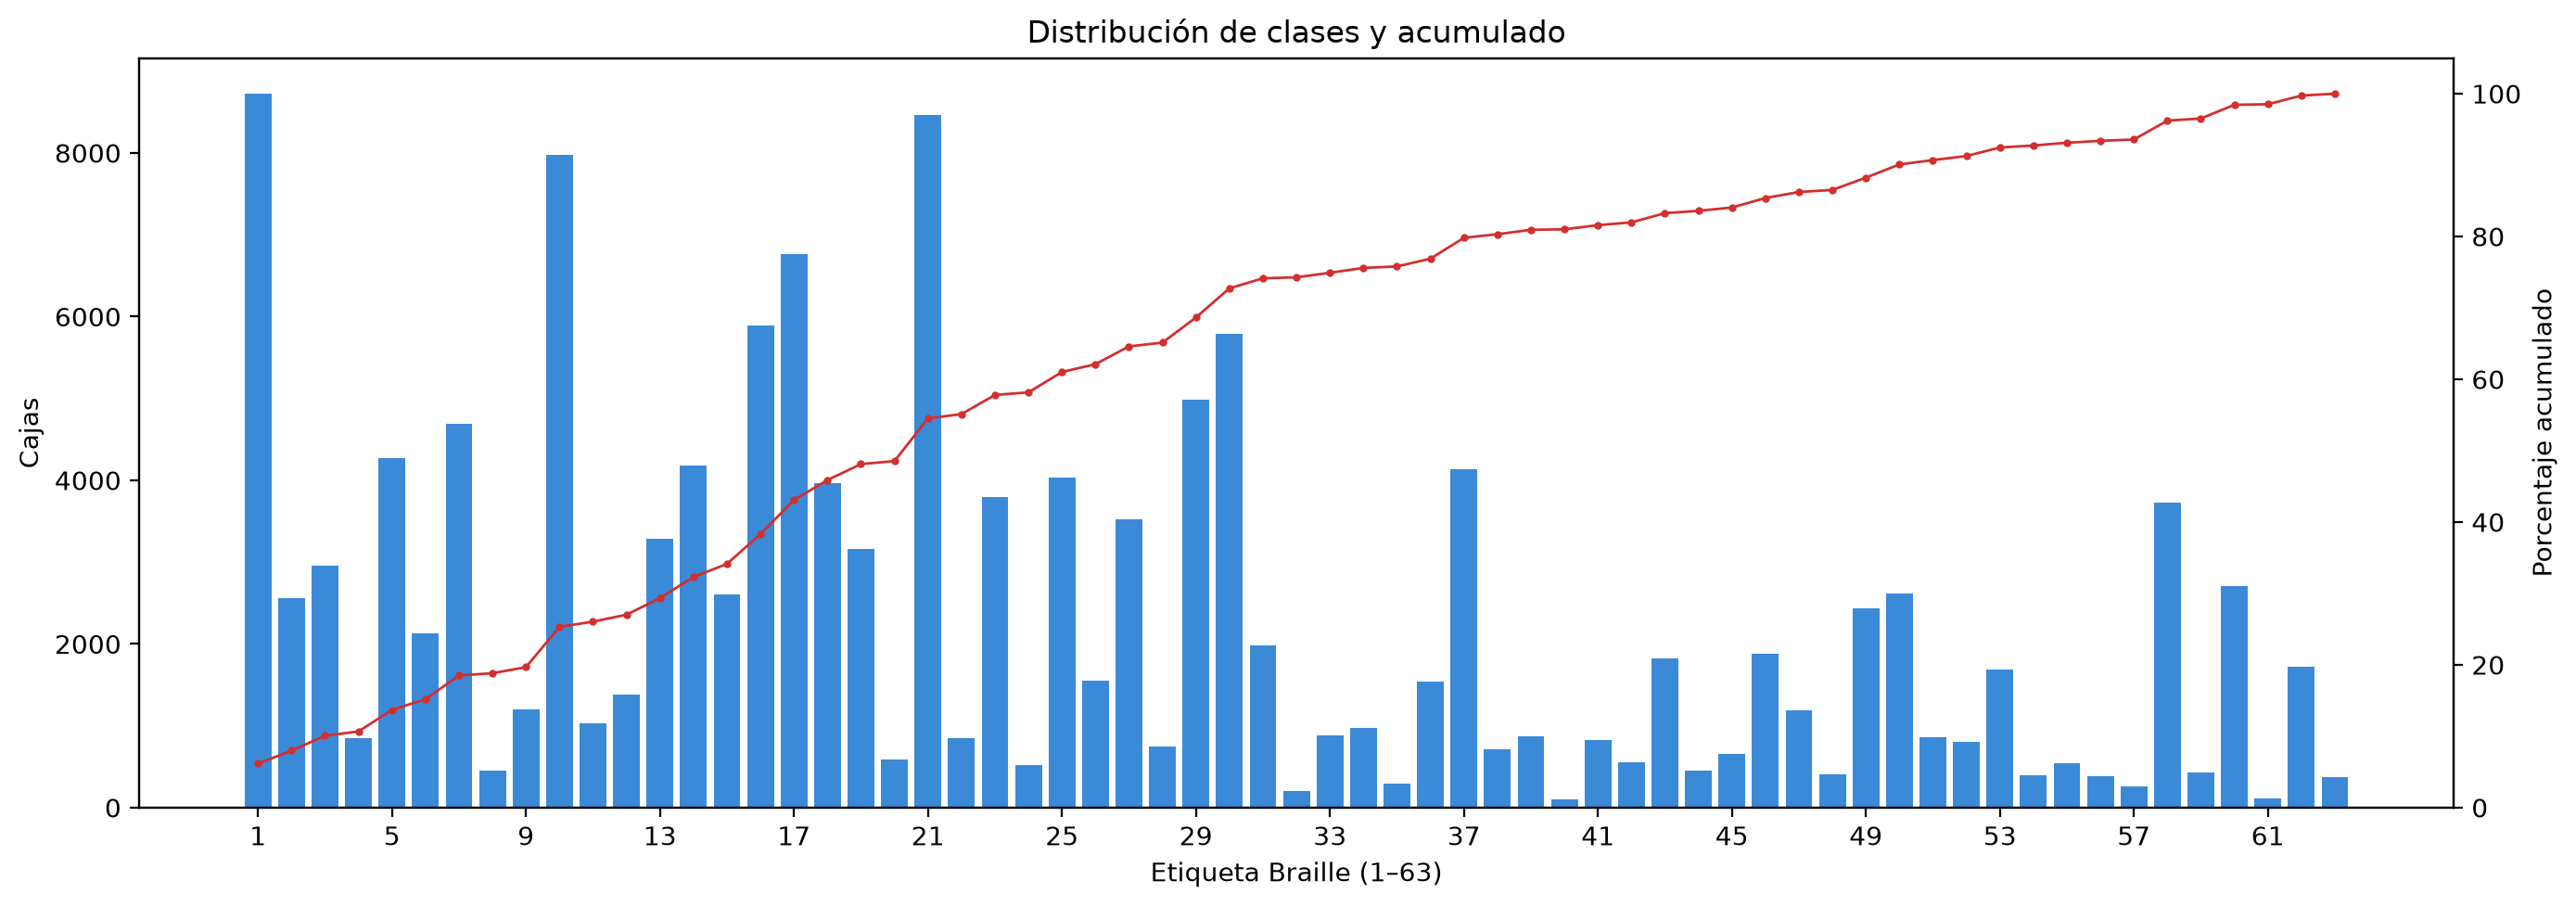 Distribución de clases y acumulado
Cajas
8000
6000
4000
2000
0
100
80
60
40
20
0
Porcentaje acumulado
1 5 9 13 17 21 25 29 33 37 41 45 49 53 57 61
Etiqueta Braille (1–63)